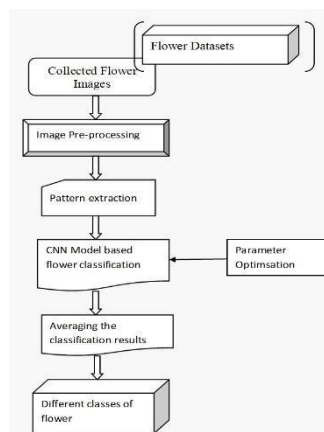 Flower Datasets
Collected Flower
Images
Image Pre-processing
Pattern extraction
CNN Model based
flower classification
Parameter
Optimsation
Averaging the
classification results
Different classes of
flower